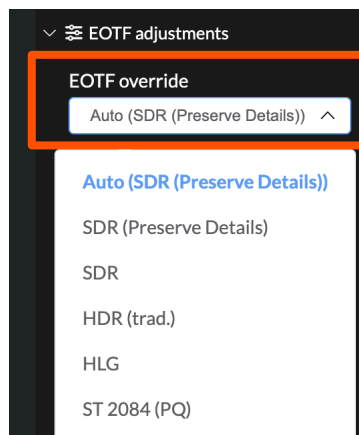 EOTF adjustments
EOTF override
Auto (SDR (Preserve Details))
Auto (SDR (Preserve Details))
SDR (Preserve Details)
SDR
HDR (trad.)
HLG
ST 2084 (PQ)